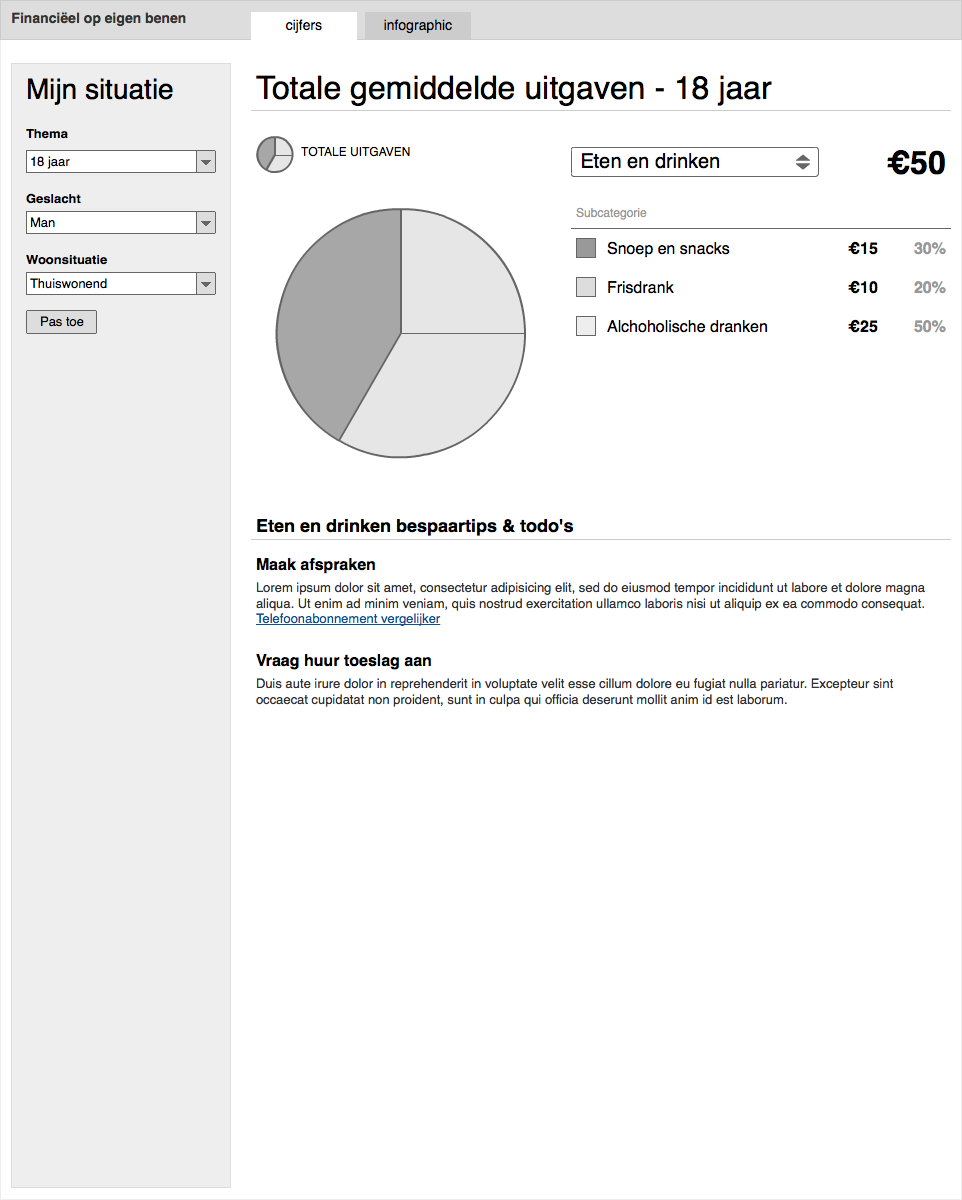 Financiëel op eigen benen
cijfers
infographic
Mijn situatie
Thema
18 jaar
Geslacht
Man
Woonsituatie
Thuiswonend
Pas toe
Totale gemiddelde uitgaven - 18 jaar
TOTALE UITGAVEN
Eten en drinken
€50
Subcategorie
Snoep en snacks €15 30%
Frisdrank €10 20%
Alchoholische dranken €25 50%
Eten en drinken bespaartips & todo's
Maak afspraken
Lorem ipsum dolor sit amet, consectetur adipisicing elit, sed do eiusmod tempor incididunt ut labore et dolore magna
aliqua. Ut enim ad minim veniam, quis nostrud exercitation ullamco laboris nisi ut aliquip ex ea commodo consequat.
Telefoonabonnement vergelijker
Vraag huur toeslag aan
Duis aute irure dolor in reprehenderit in voluptate velit esse cillum dolore eu fugiat nulla pariatur. Excepteur sint
occaecat cupidatat non proident, sunt in culpa qui officia deserunt mollit anim id est laborum.